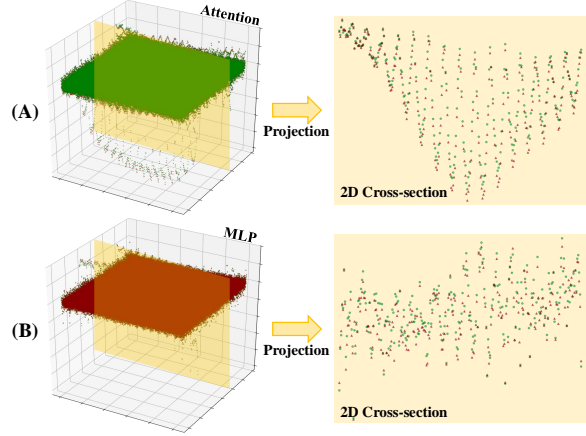 Attention
(A)
Projection
2D Cross-section
MLP
(B)
Projection
2D Cross-section